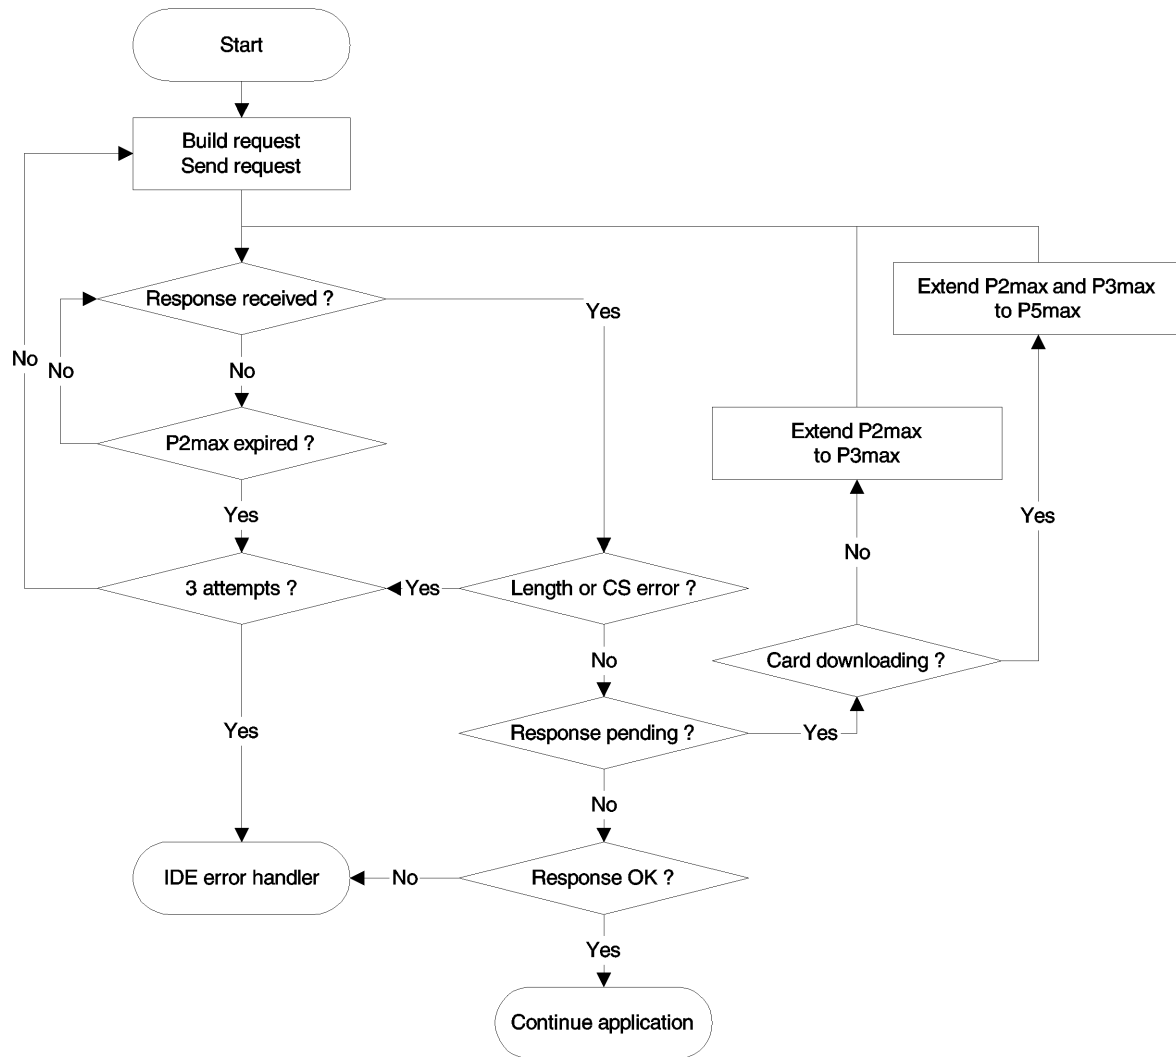 Start
Build request
Send request
Response received ?
Yes
Extend P2max and P3max
to P5max
No
No
No
P2max expired ?
Extend P2max
to P3max
Yes
Yes
No
3 attempts ?
Yes
Length or CS error ?
No
Card downloading ?
Yes
Response pending ?
Yes
No
IDE error handler
No
Response OK ?
Yes
Continue application